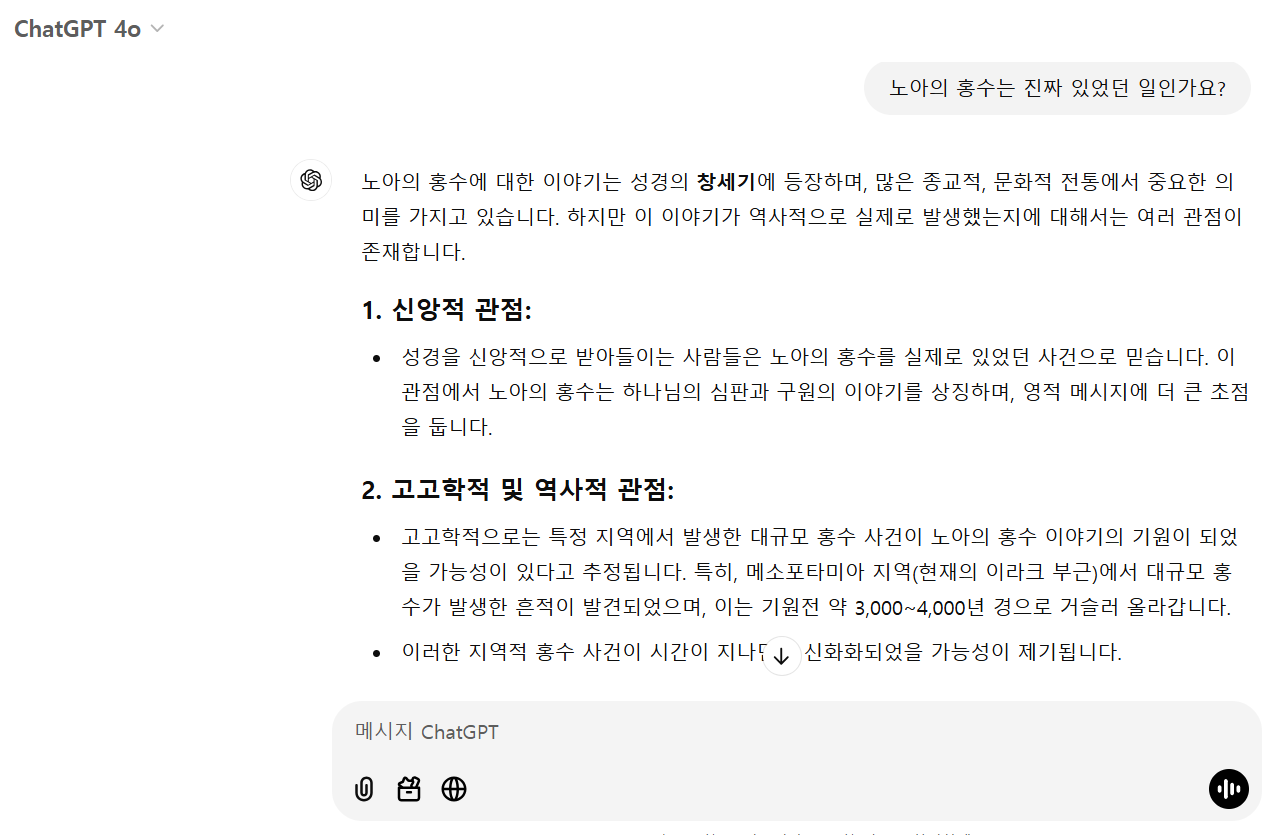 ChatGPT 4o
노아의 홍수는 진짜 있었던 일인가요?
노아의 홍수에 대한 이야기는 성경의 창세기에 등장하며, 많은 종교적, 문화적 전통에서 중요한 의
미를 가지고 있습니다. 하지만 이 이야기가 역사적으로 실제로 발생했는지에 대해서는 여러 관점이
존재합니다.
1. 신앙적 관점:
성경을 신앙적으로 받아들이는 사람들은 노아의 홍수를 실제로 있었던 사건으로 믿습니다. 이
관점에서 노아의 홍수는 하나님의 심판과 구원의 이야기를 상징하며, 영적 메시지에 더 큰 초점
을 둡니다.
2. 고고학적 및 역사적 관점:
고고학적으로는 특정 지역에서 발생한 대규모 홍수 사건이 노아의 홍수 이야기의 기원이 되었
을 가능성이 있다고 추정됩니다. 특히, 메소포타미아 지역(현재의 이라크 부근)에서 대규모 홍
수가 발생한 흔적이 발견되었으며, 이는 기원전 약 3,000~4,000년 경으로 거슬러 올라갑니다.
이러한 지역적 홍수 사건이 시간이 신화화되었을 가능성이 제기됩니다.
메시지 ChatGPT